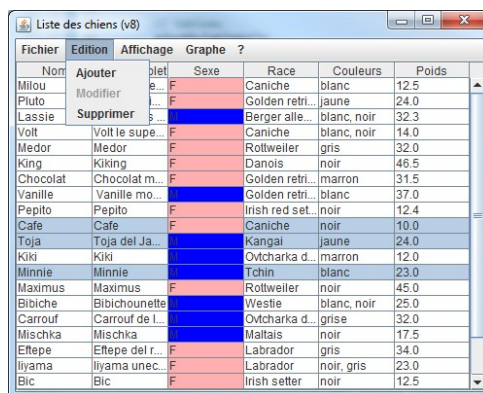 Liste des chiens (v8)
Fichier Edition Affichage Graphe ?
Ajouter
Modifier
Supprimer
Nom Sexe Race Couleurs Poids
Milou F Caniche blanc 12.5
Pluto F Golden retri... jaune 24.0
Lassie M Berger alle... blanc, noir 32.3
Volt Volt le supe... F Caniche blanc, noir 14.0
Medor Medor F Rottweiler gris 32.0
King Kiking F Danois noir 46.5
Chocolat Chocolat m... F Golden retri... marron 31.5
Vanille Vanille mo... M Golden retri... blanc 37.0
Pepito Pepito F Irish red set... noir 12.4
Cafe Cafe F Caniche noir 10.0
Toja Toja del Ja... M Kangai jaune 24.0
Kiki Kiki M Ovtcharka d... marron 12.0
Minnie Minnie M Tchin blanc 23.0
Maximus Maximus F Rottweiler noir 45.0
Bibiche Bibichounette M Westie blanc, noir 25.0
Carrouf Carrouf de l... M Ovtcharka d... grise 32.0
Mischka Mischka M Maltais noir 17.5
Eftepe Eftepe del r... F Labrador gris 34.0
Iiyama Iiyama unec... F Labrador noir, gris 23.0
Bic Bic F Irish setter noir 12.5